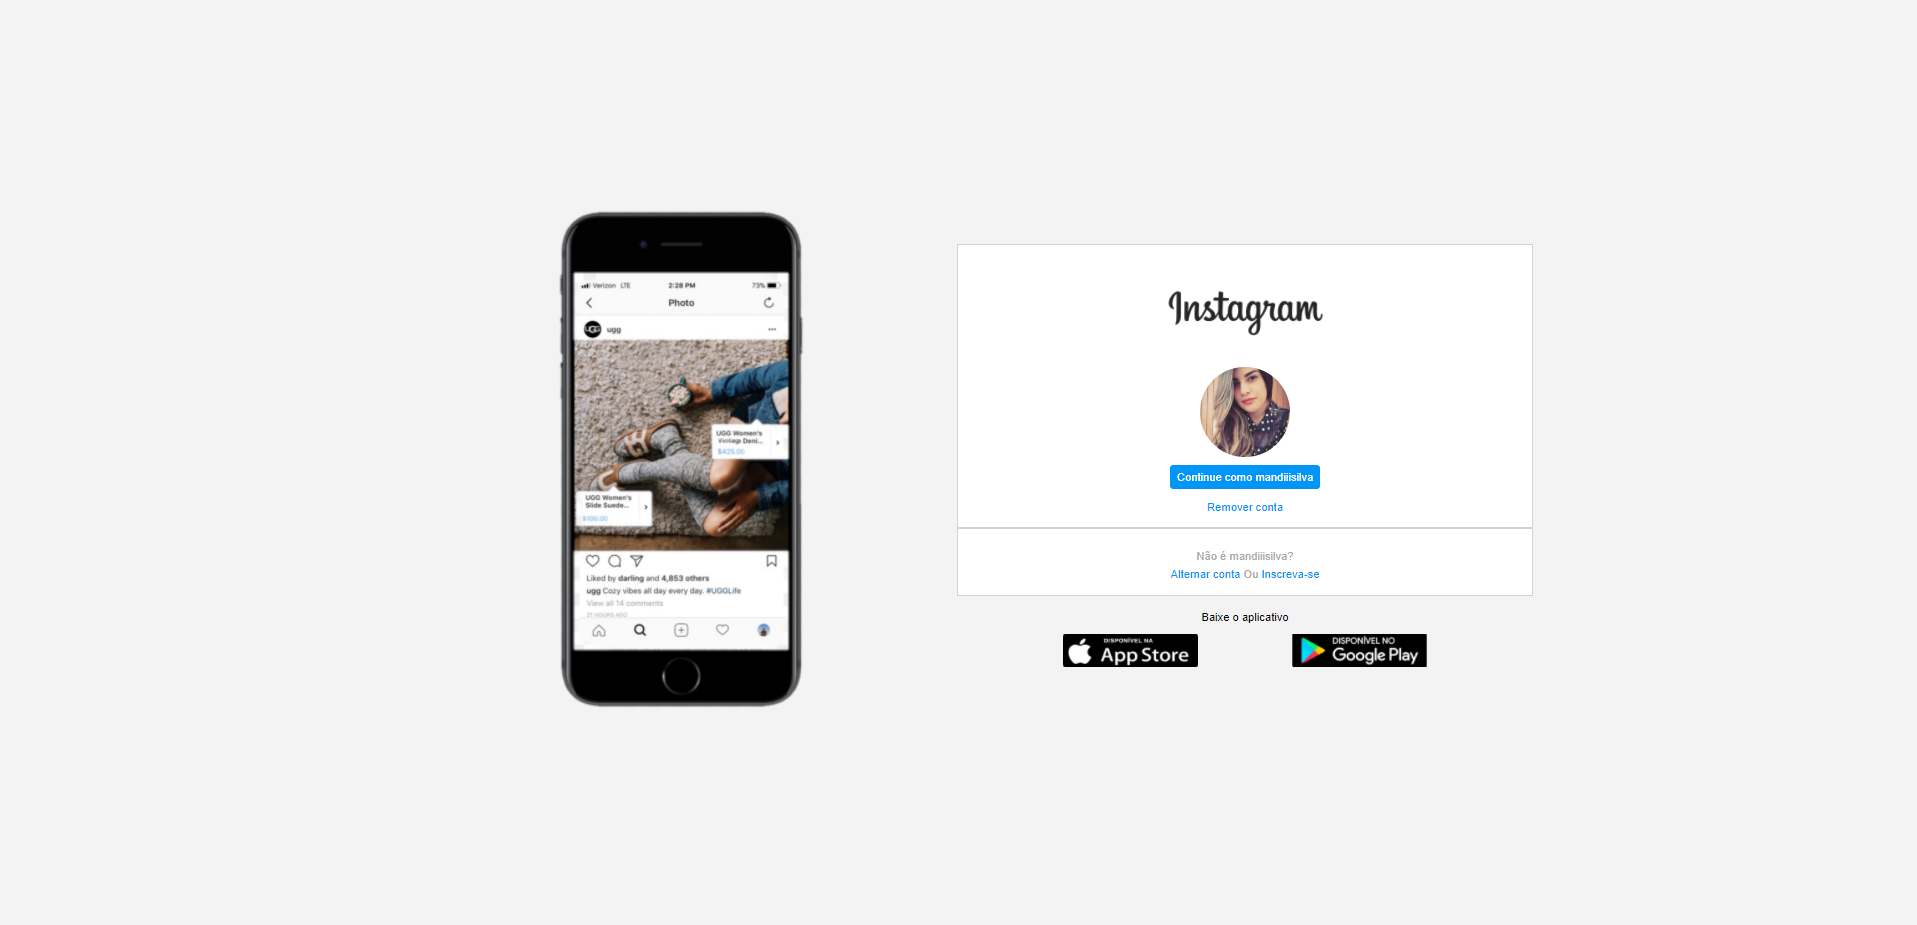 Verizon LTE 2:28 PM 73%
Photo
UGG ugg
UGG Women's
Vintage Deni...
$425.00
UGG Women's
Slide Suede...
$100.00
Liked by darling and 4,853 others
ugg Cozy vibes all day every day. #UGGLife
View all 14 comments
21 HOURS AGO
Instagram
Continue como mandiiisilva
Remover conta
Não é mandiiisilva?
Alternar conta Ou Inscreva-se
Baixe o aplicativo
DISPONÍVEL NA
App Store
DISPONÍVEL NO
Google Play